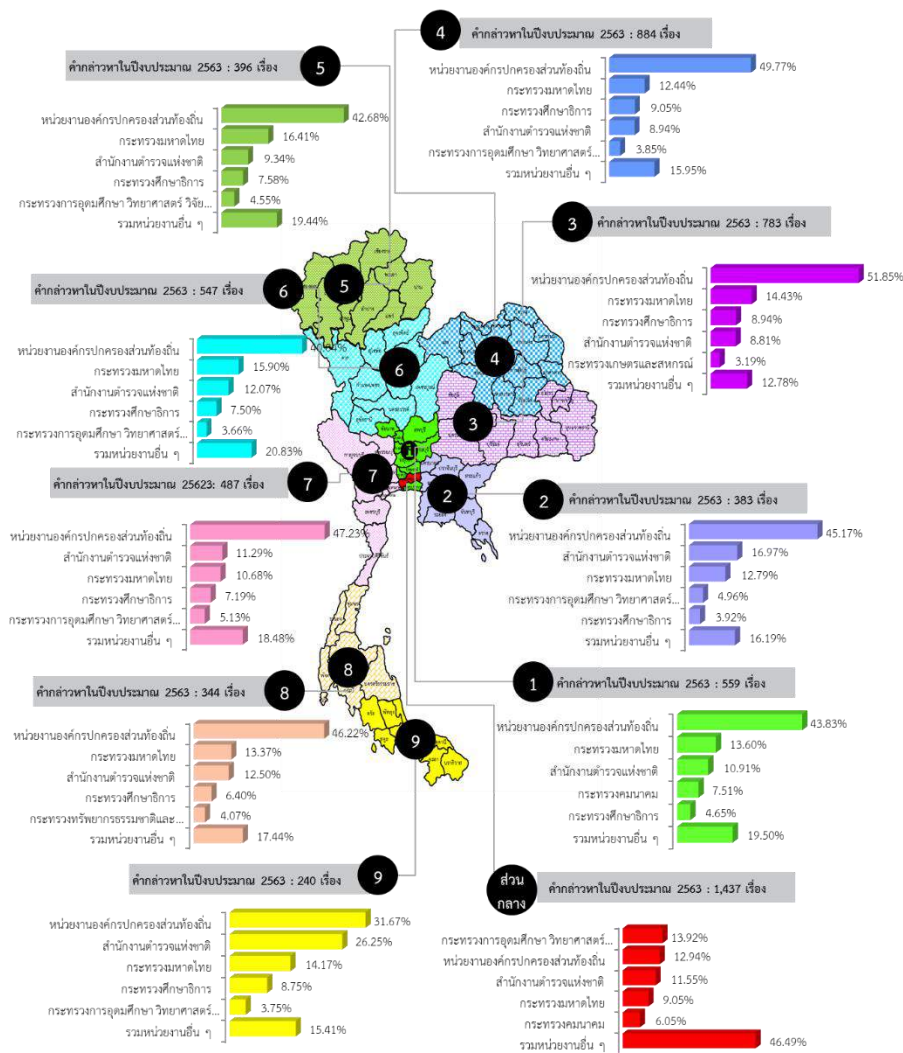 4
คำกล่าวหาในปีงบประมาณ 2563 : 884 เรื่อง
หน่วยงานองค์กรปกครองส่วนท้องถิ่น 49.77%
กระทรวงมหาดไทย 12.44%
กระทรวงศึกษาธิการ 9.05%
สำนักงานตำรวจแห่งชาติ 8.94%
กระทรวงการอุดมศึกษา วิทยาศาสตร์... 3.85%
รวมหน่วยงานอื่น ๆ 15.95%
คำกล่าวหาในปีงบประมาณ 2563 : 396 เรื่อง
5
หน่วยงานองค์กรปกครองส่วนท้องถิ่น 42.68%
กระทรวงมหาดไทย 16.41%
สำนักงานตำรวจแห่งชาติ 9.34%
กระทรวงศึกษาธิการ 7.58%
กระทรวงการอุดมศึกษา วิทยาศาสตร์ วิจัย... 4.55%
รวมหน่วยงานอื่น ๆ 19.44%
3
คำกล่าวหาในปีงบประมาณ 2563 : 783 เรื่อง
หน่วยงานองค์กรปกครองส่วนท้องถิ่น 51.85%
กระทรวงมหาดไทย 14.43%
กระทรวงศึกษาธิการ 8.94%
สำนักงานตำรวจแห่งชาติ 8.81%
กระทรวงเกษตรและสหกรณ์ 3.19%
รวมหน่วยงานอื่น ๆ 12.78%
คำกล่าวหาในปีงบประมาณ 2563 : 547 เรื่อง
6
หน่วยงานองค์กรปกครองส่วนท้องถิ่น
กระทรวงมหาดไทย 15.90%
สำนักงานตำรวจแห่งชาติ 12.07%
กระทรวงศึกษาธิการ 7.50%
กระทรวงการอุดมศึกษา วิทยาศาสตร์... 3.66%
รวมหน่วยงานอื่น ๆ 20.83%
5
6
4
3
1
7
2
8
9
คำกล่าวหาในปีงบประมาณ 25623: 487 เรื่อง
7
หน่วยงานองค์กรปกครองส่วนท้องถิ่น 47.23%
สำนักงานตำรวจแห่งชาติ 11.29%
กระทรวงมหาดไทย 10.68%
กระทรวงศึกษาธิการ 7.19%
กระทรวงการอุดมศึกษา วิทยาศาสตร์... 5.13%
รวมหน่วยงานอื่น ๆ 18.48%
2
คำกล่าวหาในปีงบประมาณ 2563 : 383 เรื่อง
หน่วยงานองค์กรปกครองส่วนท้องถิ่น 45.17%
สำนักงานตำรวจแห่งชาติ 16.97%
กระทรวงมหาดไทย 12.79%
กระทรวงการอุดมศึกษา วิทยาศาสตร์... 4.96%
กระทรวงศึกษาธิการ 3.92%
รวมหน่วยงานอื่น ๆ 16.19%
คำกล่าวหาในปีงบประมาณ 2563 : 344 เรื่อง
8
หน่วยงานองค์กรปกครองส่วนท้องถิ่น 46.22%
กระทรวงมหาดไทย 13.37%
สำนักงานตำรวจแห่งชาติ 12.50%
กระทรวงศึกษาธิการ 6.40%
กระทรวงทรัพยากรธรรมชาติและ... 4.07%
รวมหน่วยงานอื่น ๆ 17.44%
1
คำกล่าวหาในปีงบประมาณ 2563 : 559 เรื่อง
หน่วยงานองค์กรปกครองส่วนท้องถิ่น 43.83%
กระทรวงมหาดไทย 13.60%
สำนักงานตำรวจแห่งชาติ 10.91%
กระทรวงคมนาคม 7.51%
กระทรวงศึกษาธิการ 4.65%
รวมหน่วยงานอื่น ๆ 19.50%
คำกล่าวหาในปีงบประมาณ 2563 : 240 เรื่อง
9
หน่วยงานองค์กรปกครองส่วนท้องถิ่น 31.67%
สำนักงานตำรวจแห่งชาติ 26.25%
กระทรวงมหาดไทย 14.17%
กระทรวงศึกษาธิการ 8.75%
กระทรวงการอุดมศึกษา วิทยาศาสตร์... 3.75%
รวมหน่วยงานอื่น ๆ 15.41%
ส่วน
กลาง
คำกล่าวหาในปีงบประมาณ 2563 : 1,437 เรื่อง
กระทรวงการอุดมศึกษา วิทยาศาสตร์... 13.92%
หน่วยงานองค์กรปกครองส่วนท้องถิ่น 12.94%
สำนักงานตำรวจแห่งชาติ 11.55%
กระทรวงมหาดไทย 9.05%
กระทรวงคมนาคม 6.05%
รวมหน่วยงานอื่น ๆ 46.49%